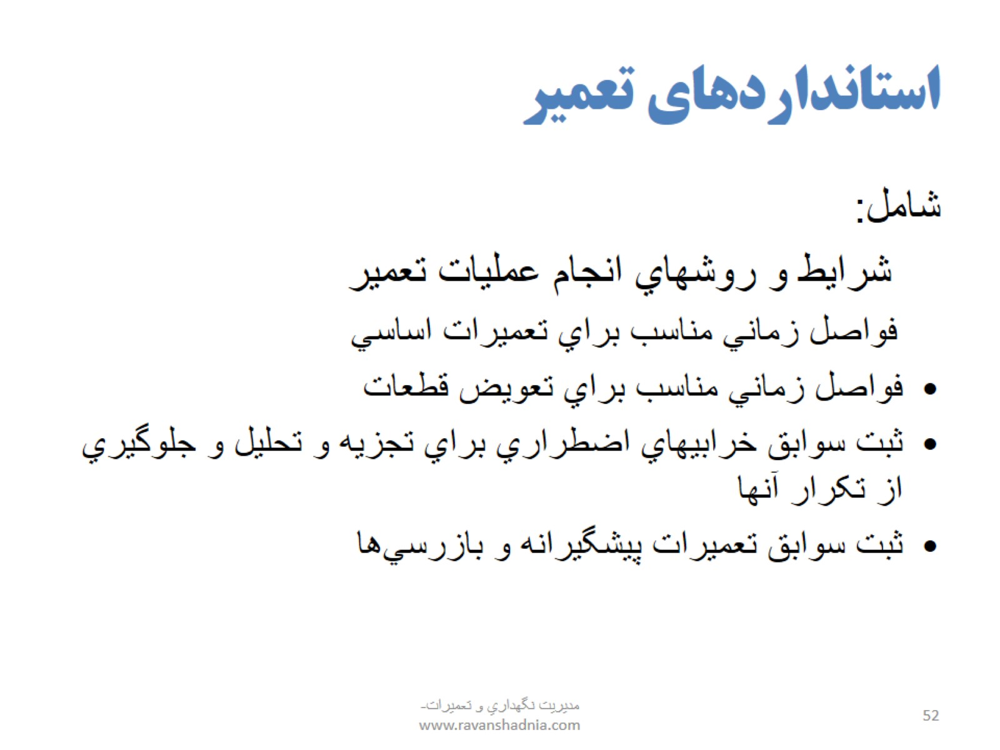 استانداردهای تعمیر
شامل:
شرايط و روشهاي انجام عمليات تعمير
فواصل زماني مناسب براي تعميرات اساسي
• فواصل زماني مناسب براي تعويض قطعات
• ثبت سوابق خرابيهاي اضطراري براي تجزيه و تحليل و جلوگيري
از تكرار آنها
• ثبت سوابق تعميرات پيشگيرانه و بازرسي‌ها
مديريت نگهداري و تعميرات-
www.ravanshadnia.com
52